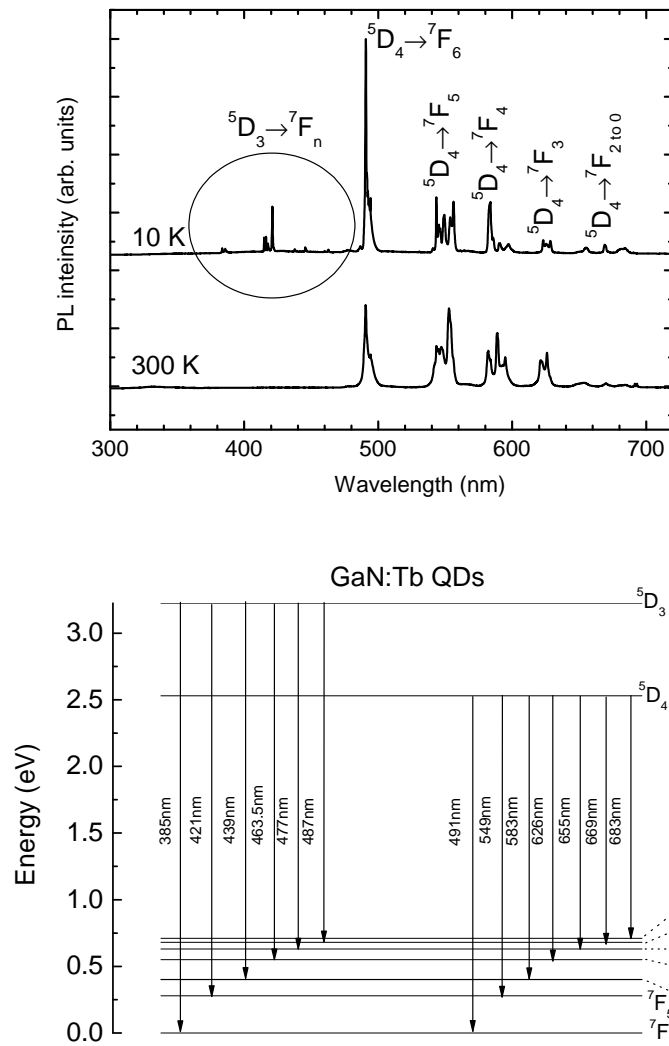 ⁵D₄→⁷F₆
⁵D₃→⁷Fₙ
⁵D₄→⁷F₅
⁵D₄→⁷F₄
⁵D₄→⁷F₃
⁵D₄→⁷F₂ to 0
PL inteinsity (arb. units)
10 K
300 K
300 400 500 600 700
Wavelength (nm)
GaN:Tb QDs
⁵D₃
⁵D₄
Energy (eV)
3.0
2.5
2.0
1.5
1.0
0.5
0.0
385nm
421nm
439nm
463.5nm
477nm
487nm
491nm
549nm
583nm
626nm
655nm
669nm
683nm
⁷F₅
⁷F